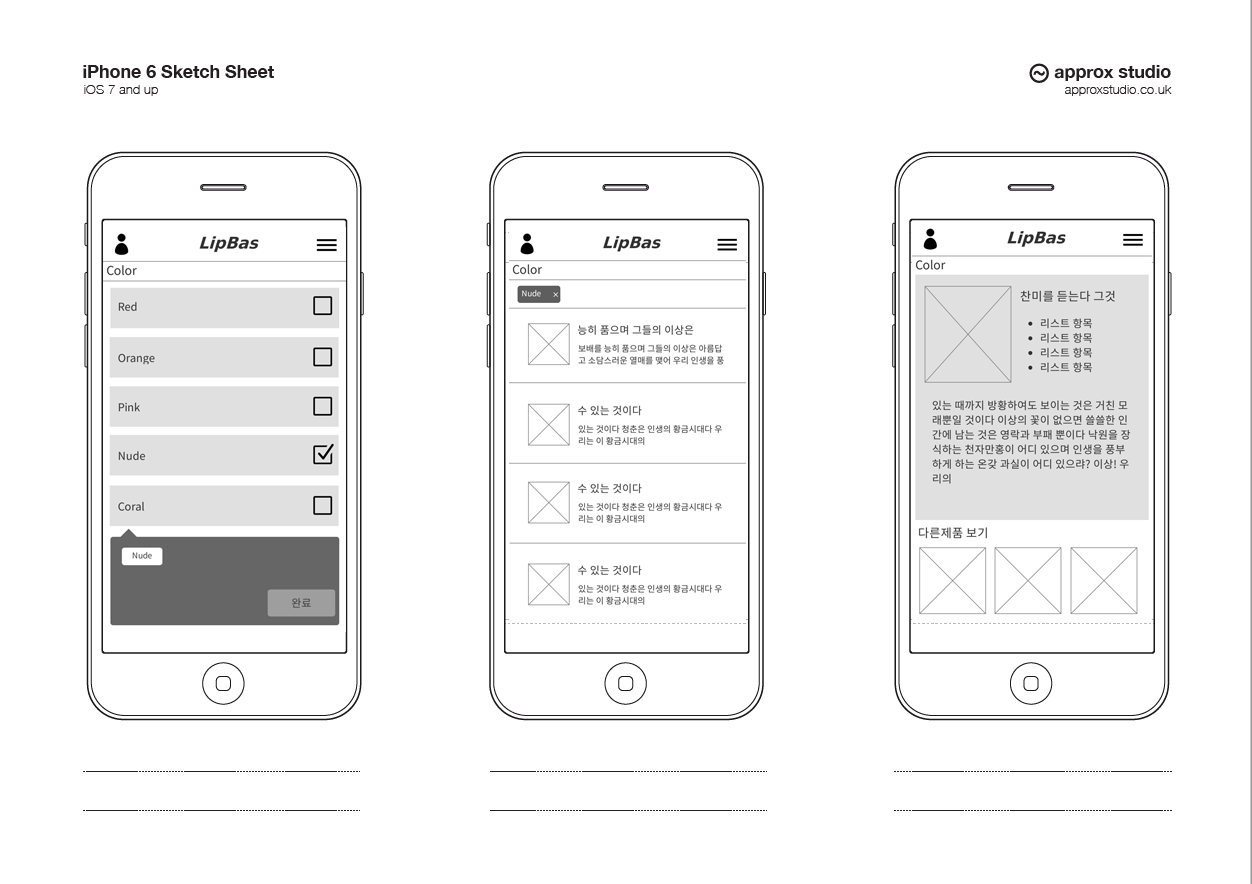 iPhone 6 Sketch Sheet
iOS 7 and up
approx studio
approxstudio.co.uk
LipBas
Color
Red
Orange
Pink
Nude
Coral
Nude
완료
LipBas
Color
Nude ×
능히 품으며 그들의 이상은
보배를 능히 품으며 그들의 이상은 아름답
고 소담스러운 열매를 맺어 우리 인생을 풍
수 있는 것이다
있는 것이다 청춘은 인생의 황금시대다 우
리는 이 황금시대의
수 있는 것이다
있는 것이다 청춘은 인생의 황금시대다 우
리는 이 황금시대의
수 있는 것이다
있는 것이다 청춘은 인생의 황금시대다 우
리는 이 황금시대의
LipBas
Color
찬미를 듣는다 그것
• 리스트 항목
• 리스트 항목
• 리스트 항목
• 리스트 항목
있는 때까지 방황하여도 보이는 것은 거친 모
래뿐일 것이다 이상의 꽃이 없으면 쓸쓸한 인
간에 남는 것은 영락과 부패 뿐이다 낙원을 장
식하는 천자만홍이 어디 있으며 인생을 풍부
하게 하는 온갖 과실이 어디 있으랴? 이상! 우
리의
다른제품 보기